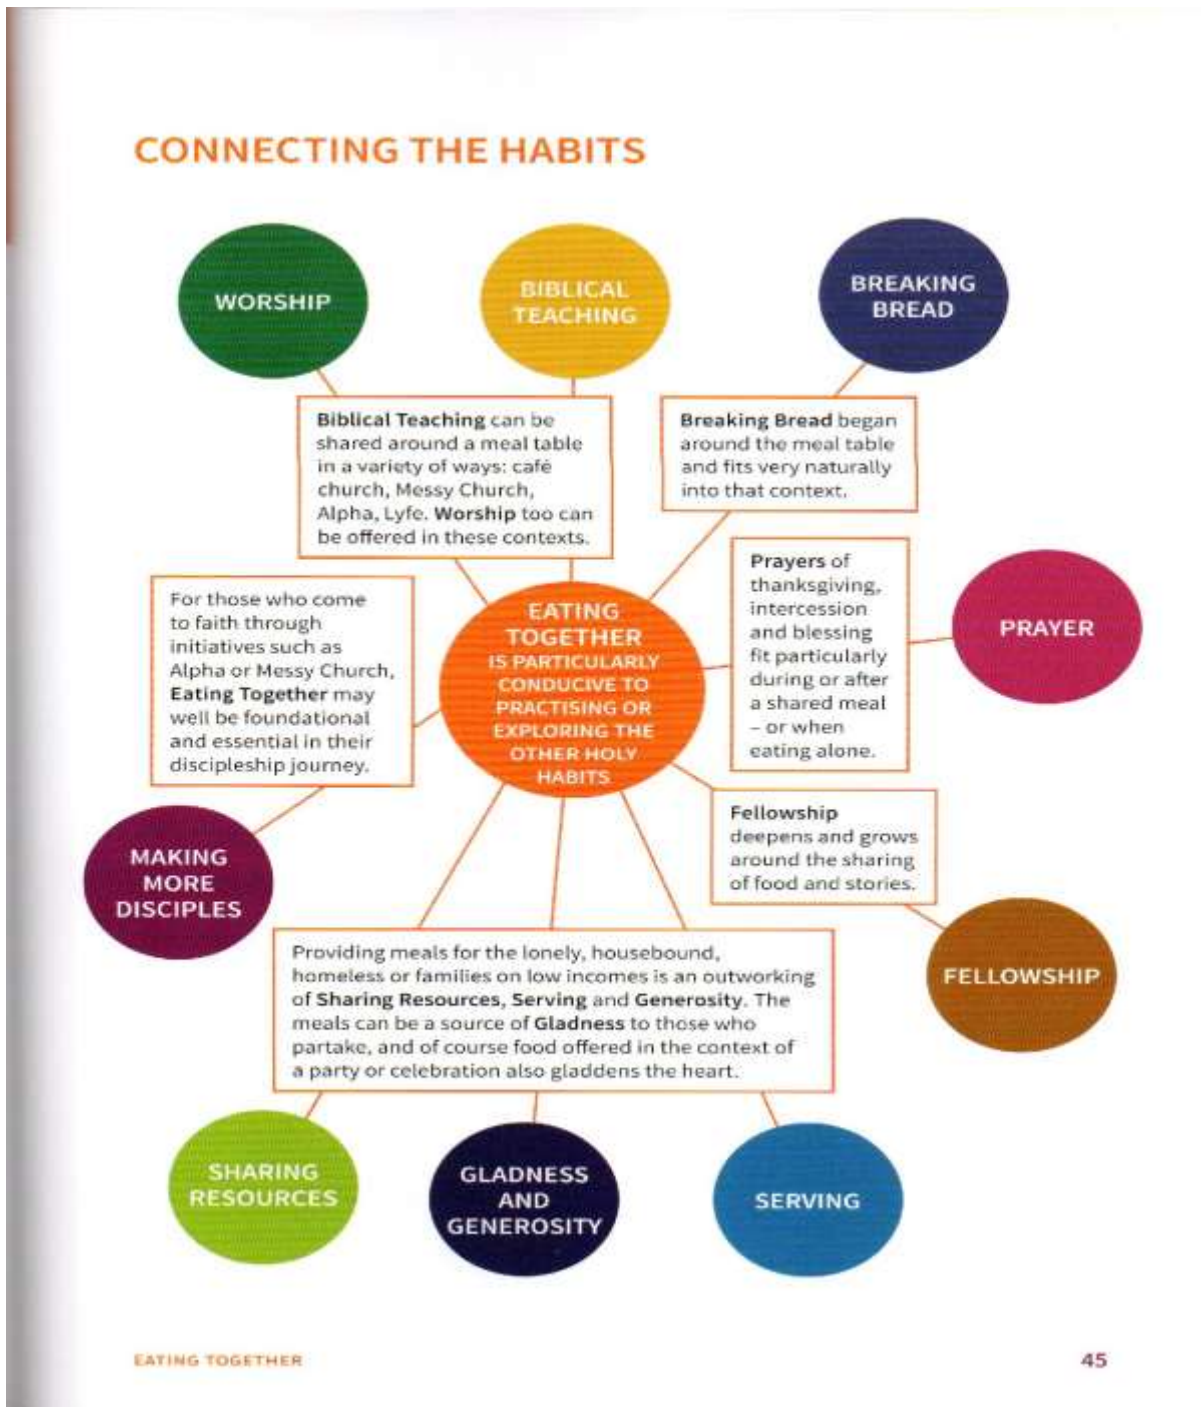 CONNECTING THE HABITS
WORSHIP
BIBLICAL
TEACHING
BREAKING
BREAD
Biblical Teaching can be
shared around a meal table
in a variety of ways: café
church, Messy Church,
Alpha, Lyfe. Worship too can
be offered in these contexts.
Breaking Bread began
around the meal table
and fits very naturally
into that context.
Prayers of
thanksgiving,
intercession
and blessing
fit particularly
during or after
a shared meal
– or when
eating alone.
PRAYER
For those who come
to faith through
initiatives such as
Alpha or Messy Church,
Eating Together may
well be foundational
and essential in their
discipleship journey.
EATING
TOGETHER
IS PARTICULARLY
CONDUCIVE TO
PRACTISING OR
EXPLORING THE
OTHER HOLY
HABITS
Fellowship
deepens and grows
around the sharing
of food and stories.
MAKING
MORE
DISCIPLES
FELLOWSHIP
Providing meals for the lonely, housebound,
homeless or families on low incomes is an outworking
of Sharing Resources, Serving and Generosity. The
meals can be a source of Gladness to those who
partake, and of course food offered in the context of
a party or celebration also gladdens the heart.
SHARING
RESOURCES
GLADNESS
AND
GENEROSITY
SERVING
EATING TOGETHER
45